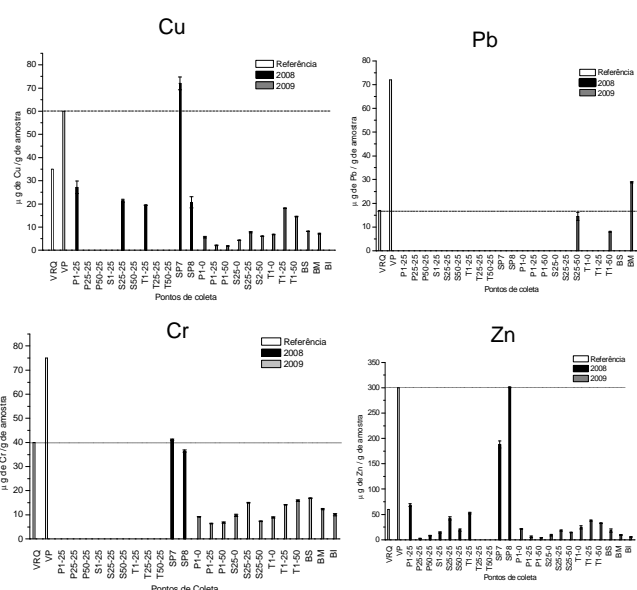 Cu
µ g de Cu / g de amostra
80
70
60
50
40
30
20
10
0
Referência
2008
2009
VRQ
VP
P1-25
P25-25
P50-25
S1-25
S25-25
S50-25
T1-25
T25-25
T50-25
SP7
SP8
P1-0
P1-25
P1-50
S25-0
S25-25
S2-50
T1-0
T1-25
T1-50
BS
BM
BI
Pontos de coleta
Pb
µ g de Pb / g de amostra
80
70
60
50
40
30
20
10
0
Referência
2008
2009
VRQ
VP
P1-25
P25-25
P50-25
S1-25
S25-25
S50-25
T1-25
T25-25
T50-25
SP7
SP8
P1-0
P1-25
P1-50
S25-0
S25-25
S25-50
T1-0
T1-25
T1-50
BS
BM
Pontos de coleta
Cr
µ g de Cr / g de amostra
80
70
60
50
40
30
20
10
0
Referência
2008
2009
VRQ
VP
P1-25
P25-25
P50-25
S1-25
S25-25
S50-25
T1-25
T25-25
T50-25
SP7
SP8
P1-0
P1-25
P1-50
S25-0
S25-25
S25-50
T1-0
T1-25
T1-50
BS
BM
BI
Pontos de Coleta
Zn
µ g de Zn / g de amostra
350
300
250
200
150
100
50
0
Referência
2008
2009
VRQ
VP
P1-25
P25-25
P50-25
S1-25
S25-25
S50-25
T1-25
T25-25
T50-25
SP7
SP8
P1-0
P1-25
P1-50
S25-0
S25-25
S25-50
T1-0
T1-25
T1-50
BS
BM
BI
Pontos de coleta